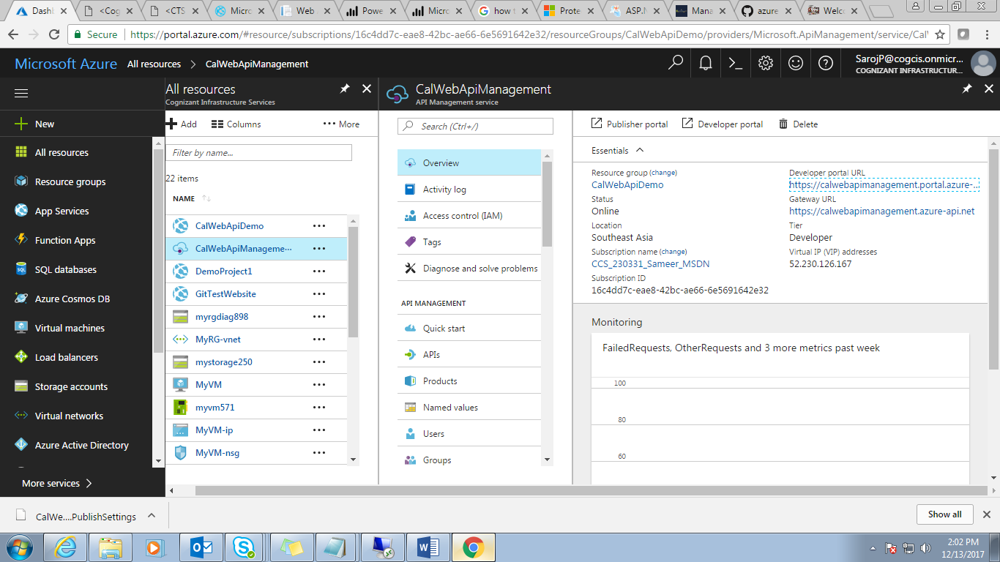 Dashb
<Cog
<CTS
Micro
Web
Powe
Micro
how t
Prote
ASP.N
Mana
azure
Welco
Secure
https://portal.azure.com/#resource/subscriptions/16c4dd7c-eae8-42bc-ae66-6e5691642e32/resourceGroups/CalWebApiDemo/providers/Microsoft.ApiManagement/service/CalW
Microsoft Azure
All resources
CalWebApiManagement
SarojP@cogcis.onmicr...
COGNIZANT INFRASTRUCTUR...
New
All resources
Resource groups
App Services
Function Apps
SQL databases
Azure Cosmos DB
Virtual machines
Load balancers
Storage accounts
Virtual networks
Azure Active Directory
More services
All resources
Cognizant Infrastructure Services
Add
Columns
More
Filter by name...
22 items
NAME
CalWebApiDemo
CalWebApiManageme···
DemoProject1
GitTestWebsite
myrgdiag898
MyRG-vnet
mystorage250
MyVM
myvm571
MyVM-ip
MyVM-nsg
CalWebApiManagement
API Management service
Search (Ctrl+/)
Overview
Activity log
Access control (IAM)
Tags
Diagnose and solve problems
API MANAGEMENT
Quick start
APIs
Products
Named values
Users
Groups
Publisher portal
Developer portal
Delete
Essentials
Resource group (change)
CalWebApiDemo
Status
Online
Location
Southeast Asia
Subscription name (change)
CCS_230331_Sameer_MSDN
Subscription ID
16c4dd7c-eae8-42bc-ae66-6e5691642e32
Developer portal URL
https://calwebapimanagement.portal.azure-...
Gateway URL
https://calwebapimanagement.azure-api.net
Tier
Developer
Virtual IP (VIP) addresses
52.230.126.167
Monitoring
FailedRequests, OtherRequests and 3 more metrics past week
100
80
60
CalWe....PublishSettings
Show all
2:02 PM
12/13/2017